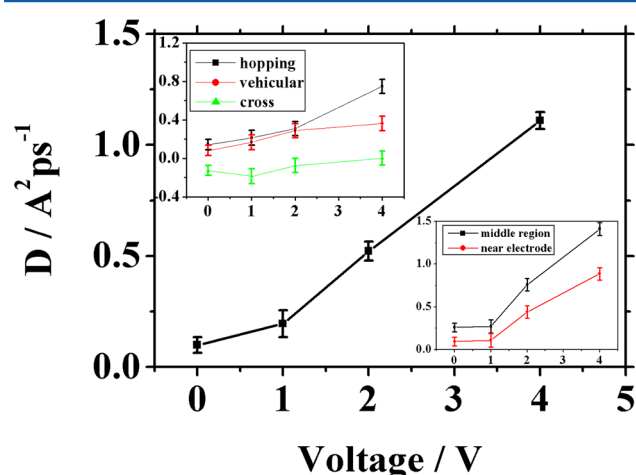 1.5
1.0
0.5
0.0
D / A²ps⁻¹
0 1 2 3 4 5
Voltage / V
1.2
0.8
0.4
0.0
0.4
hopping
vehicular
cross
0 1 2 3 4
1.5
1.0
0.5
0.0
middle region
near electrode
0 1 2 3 4